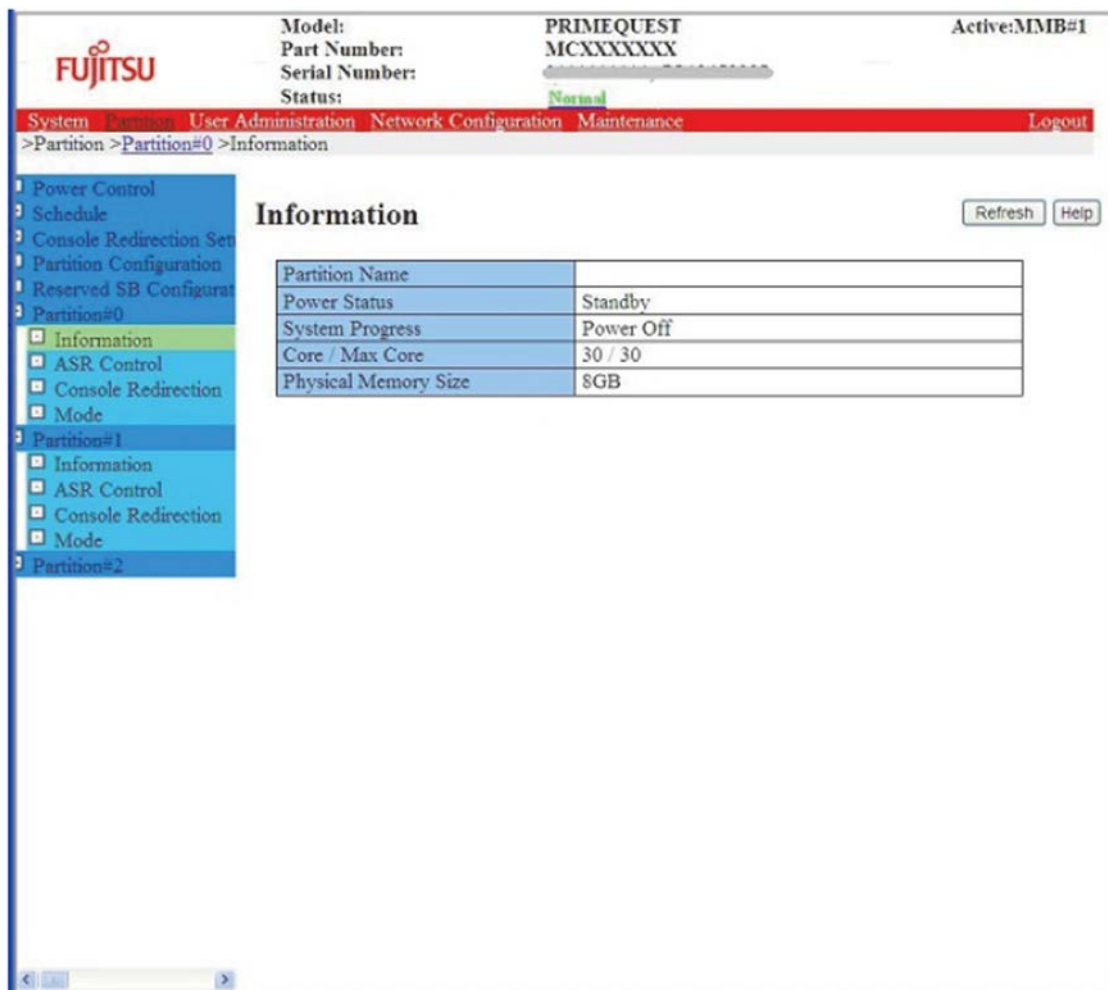 FUJITSU
Model: PRIMEQUEST Active:MMB#1
Part Number: MCXXXXXXX
Serial Number:
Status: Normal
System Partition User Administration Network Configuration Maintenance Logout
>Partition >Partition#0 >Information
Power Control
Schedule
Console Redirection Set
Partition Configuration
Reserved SB Configurat
Partition#0
Information
ASR Control
Console Redirection
Mode
Partition#1
Information
ASR Control
Console Redirection
Mode
Partition#2
Information Refresh Help
Partition Name
Power Status Standby
System Progress Power Off
Core / Max Core 30 / 30
Physical Memory Size 8GB